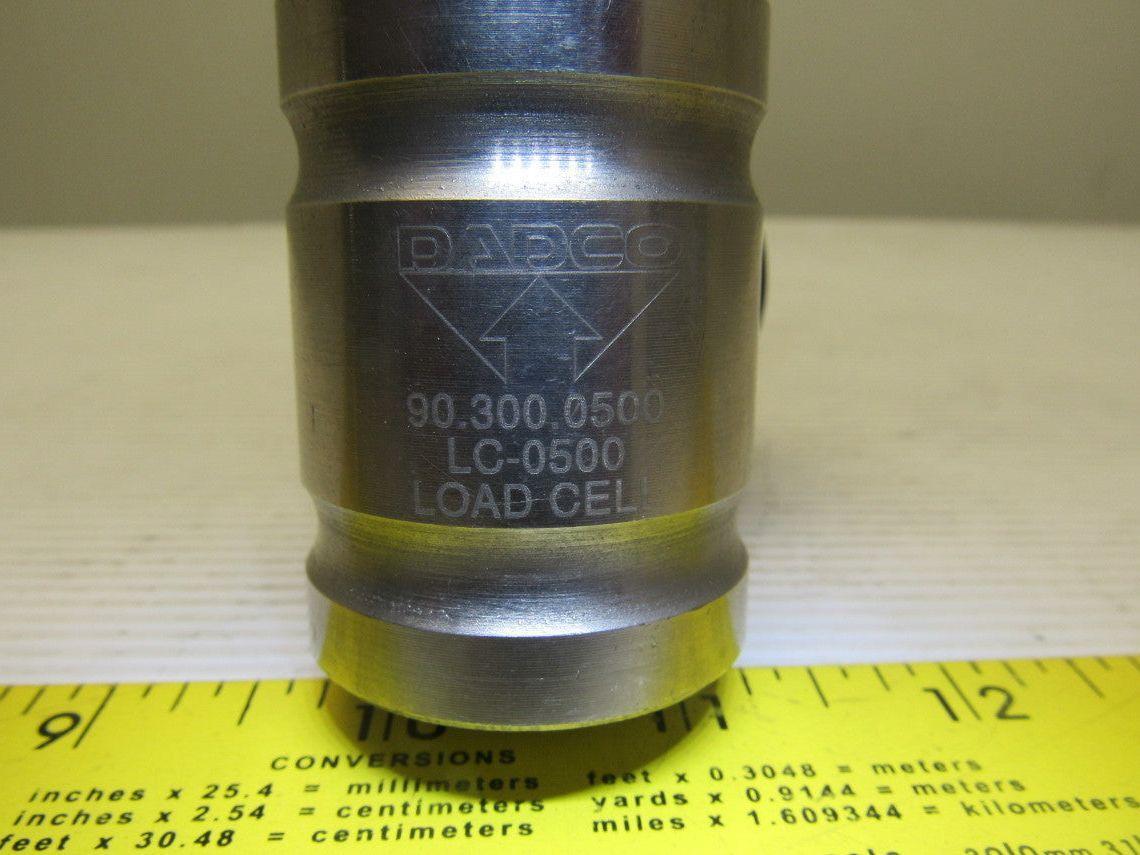 DADCO
90.300.0500
LC-0500
LOAD CELL
9 10 11 12
CONVERSIONS
inches x 25.4 = millimeters
inches x 2.54 = centimeters
feet x 30.48 = centimeters
feet x 0.3048 = meters
yards x 0.9144 = meters
miles x 1.609344 = kilometers